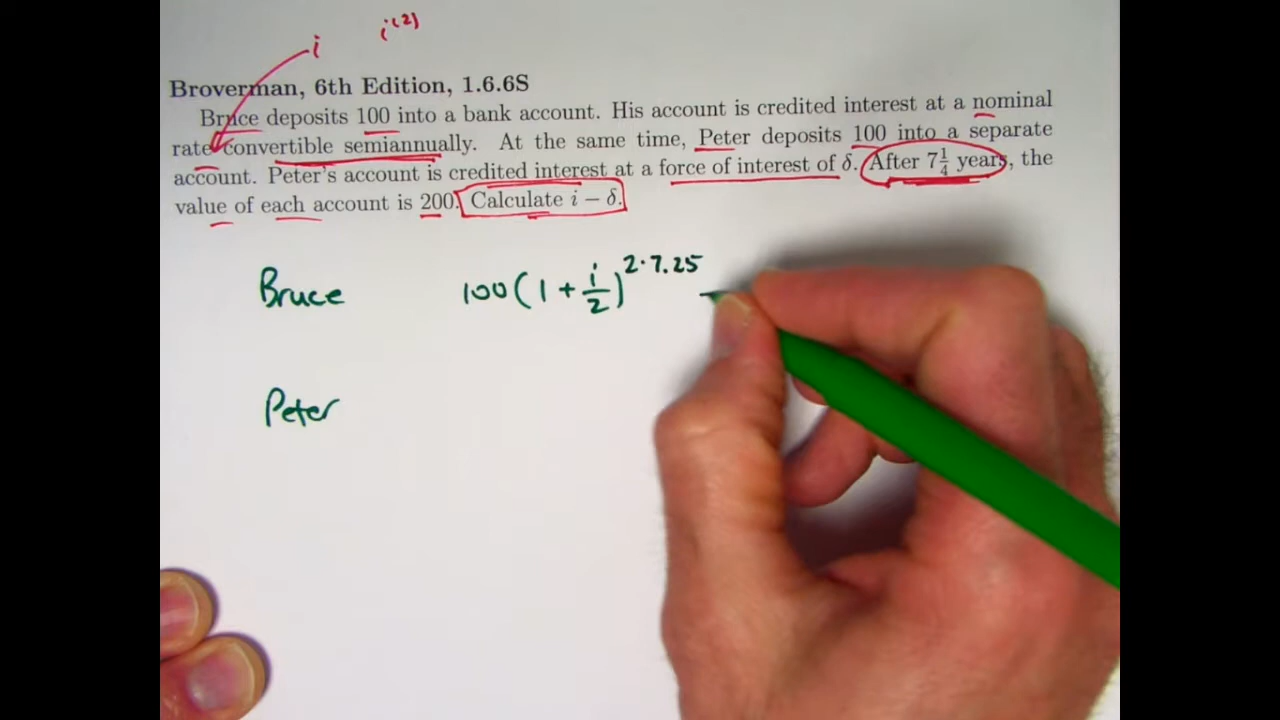 i i^(2)
Broverman, 6th Edition, 1.6.6S
Bruce deposits 100 into a bank account. His account is credited interest at a nominal
rate convertible semiannually. At the same time, Peter deposits 100 into a separate
account. Peter's account is credited interest at a force of interest of δ. After 7 1/4 years, the
value of each account is 200. Calculate i − δ.
Bruce 100(1 + i/2)^2·7.25
Peter